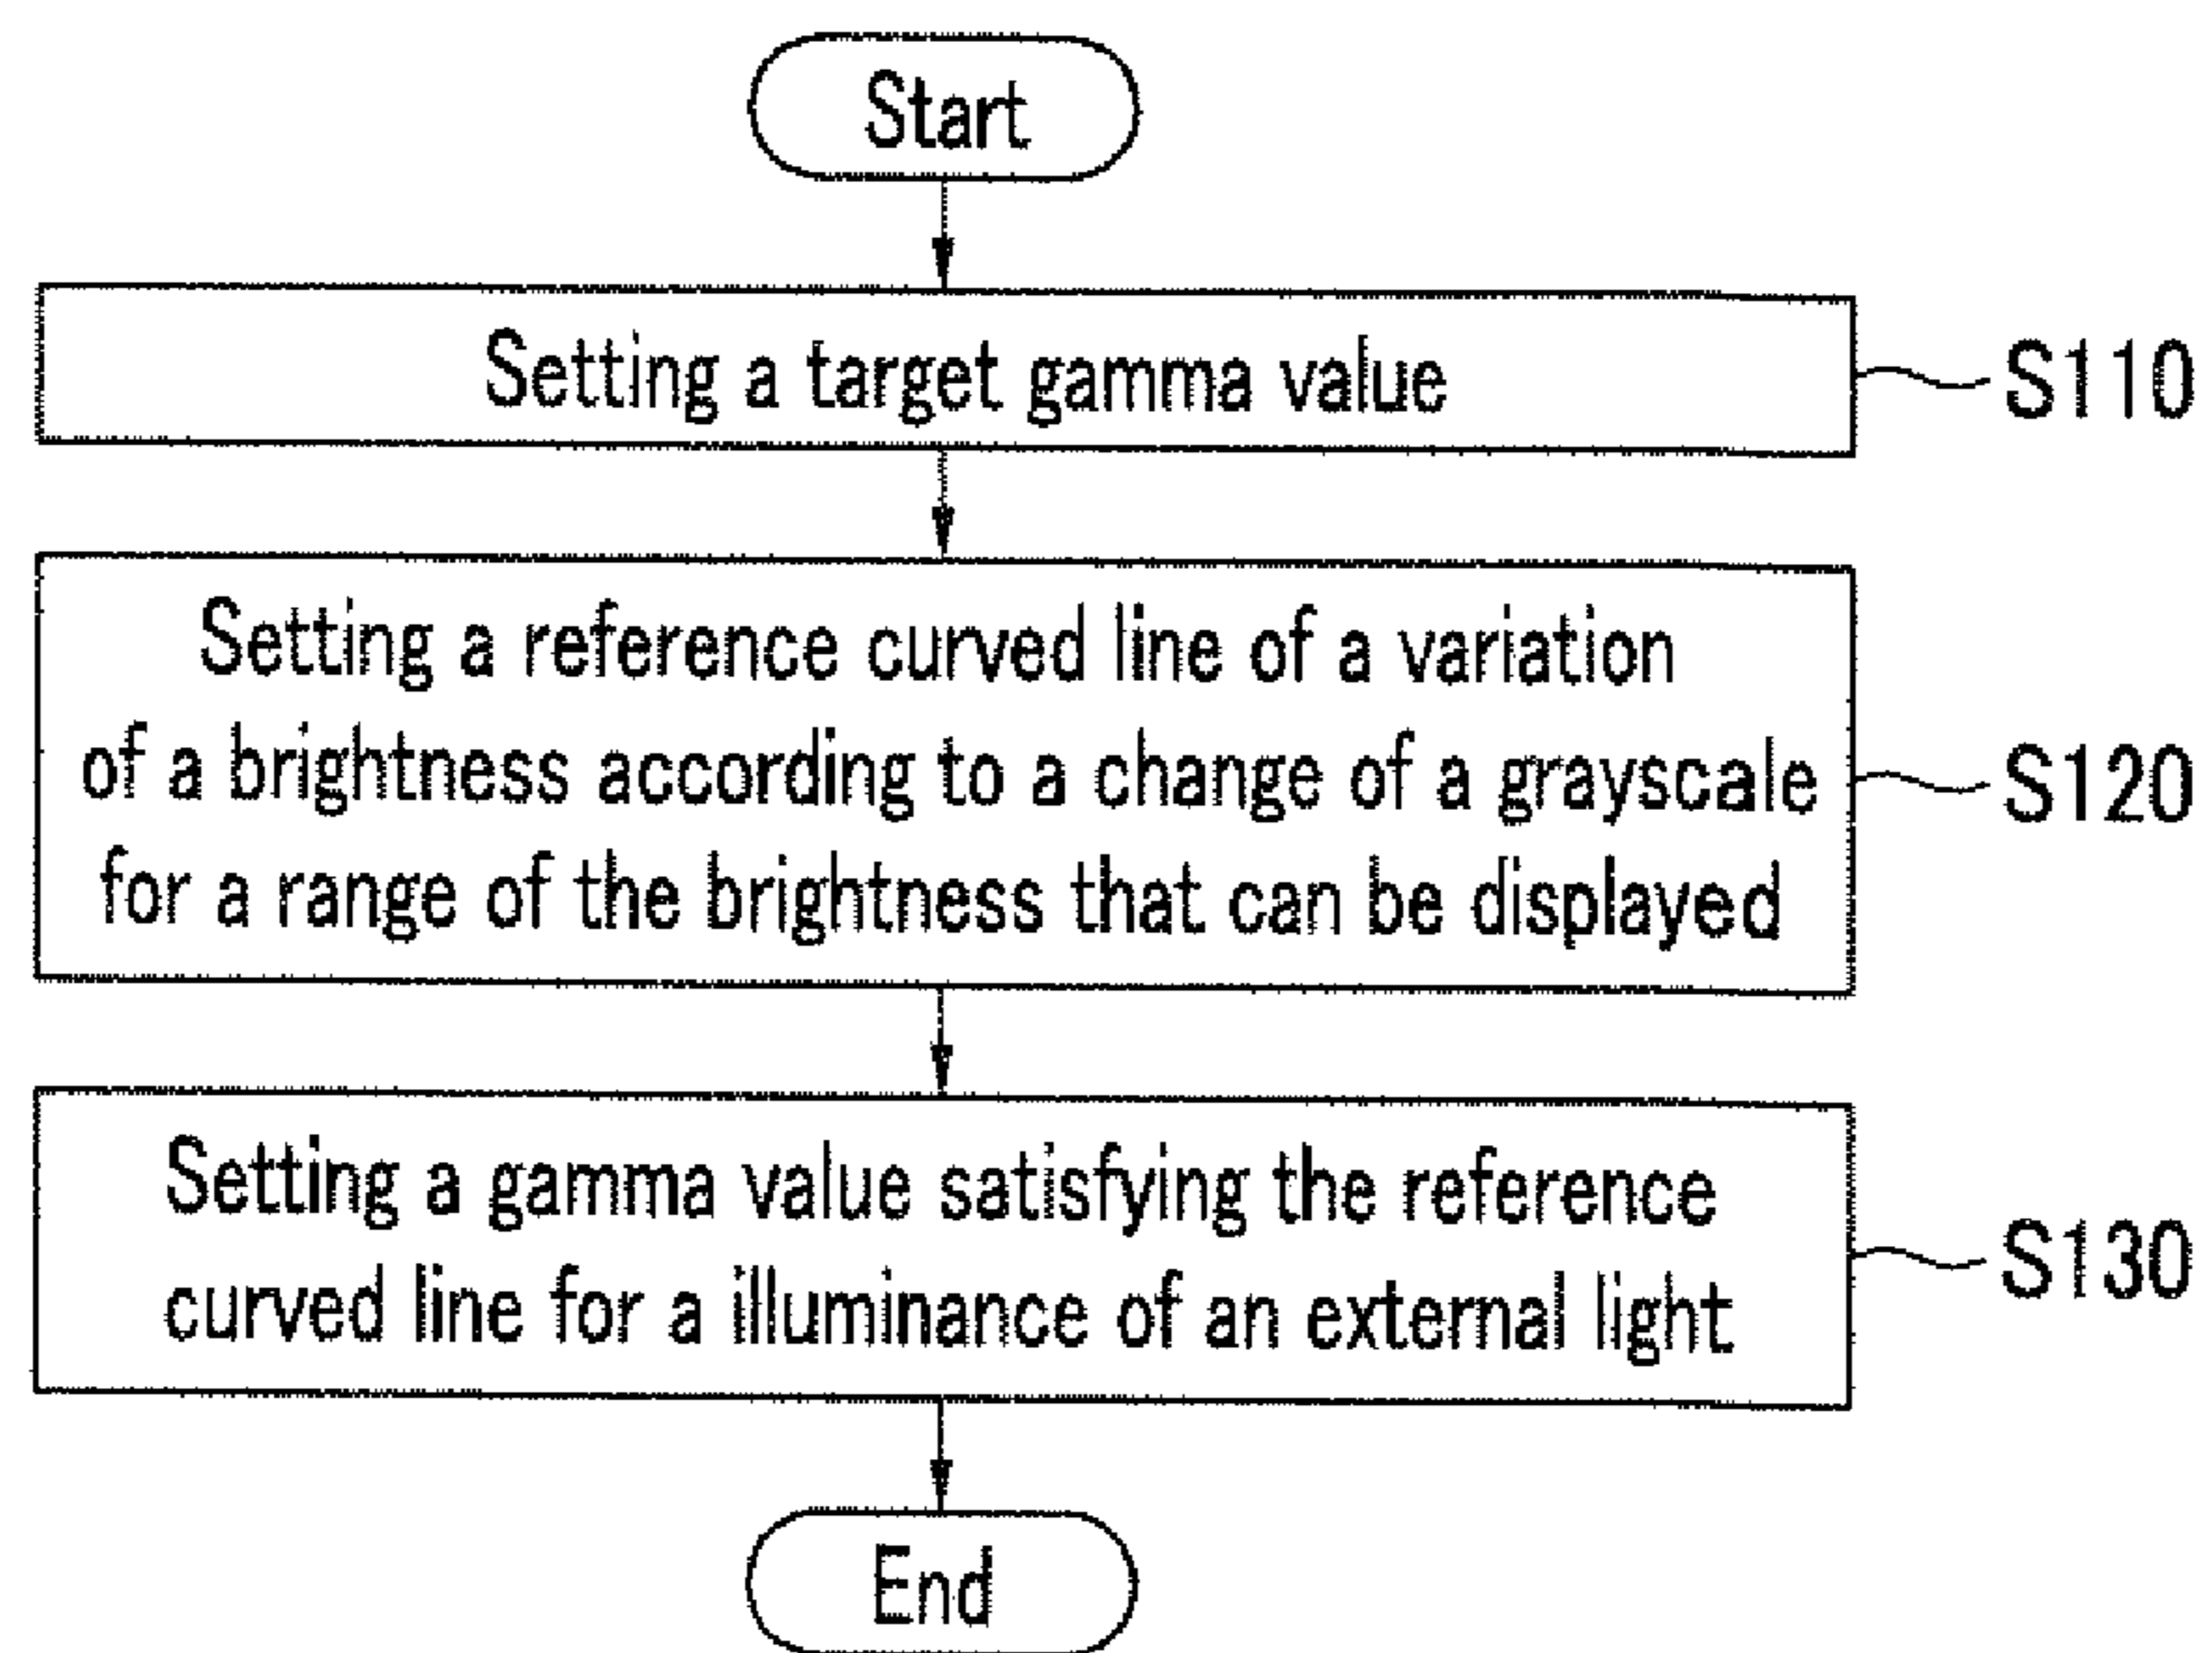 Start
Setting a target gamma value
S110
Setting a reference curved line of a variation
of a brightness according to a change of a grayscale
for a range of the brightness that can be displayed
S120
Setting a gamma value satisfying the reference
curved line for a illuminance of an external light
S130
End